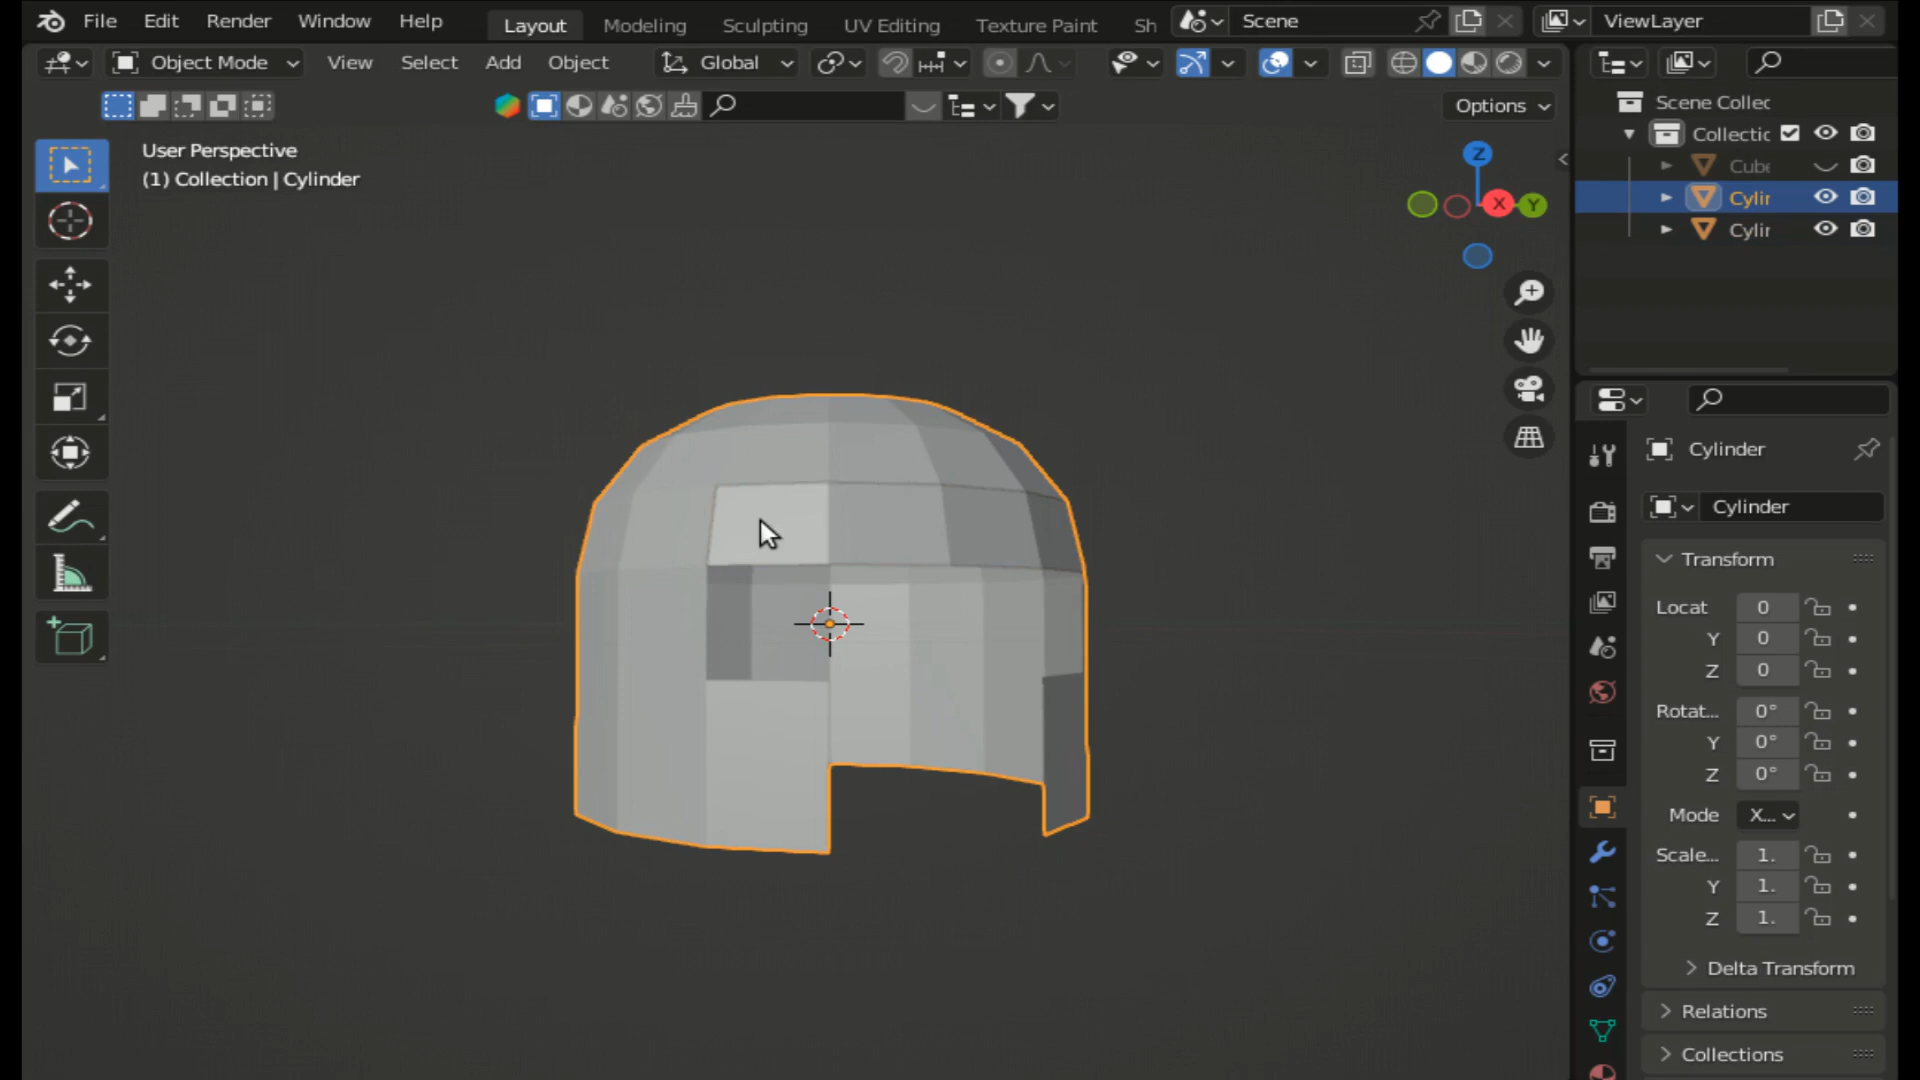 File Edit Render Window Help Layout Modeling Sculpting UV Editing Texture Paint Sh Scene ViewLayer
Object Mode View Select Add Object Global
Options
User Perspective
(1) Collection | Cylinder
Z
X
Y
Scene Collec
Collectic
Cube
Cylir
Cylir
Cylinder
Cylinder
Transform
Locat 0
Y 0
Z 0
Rotat... 0°
Y 0°
Z 0°
Mode X...
Scale... 1.
Y 1.
Z 1.
Delta Transform
Relations
Collections